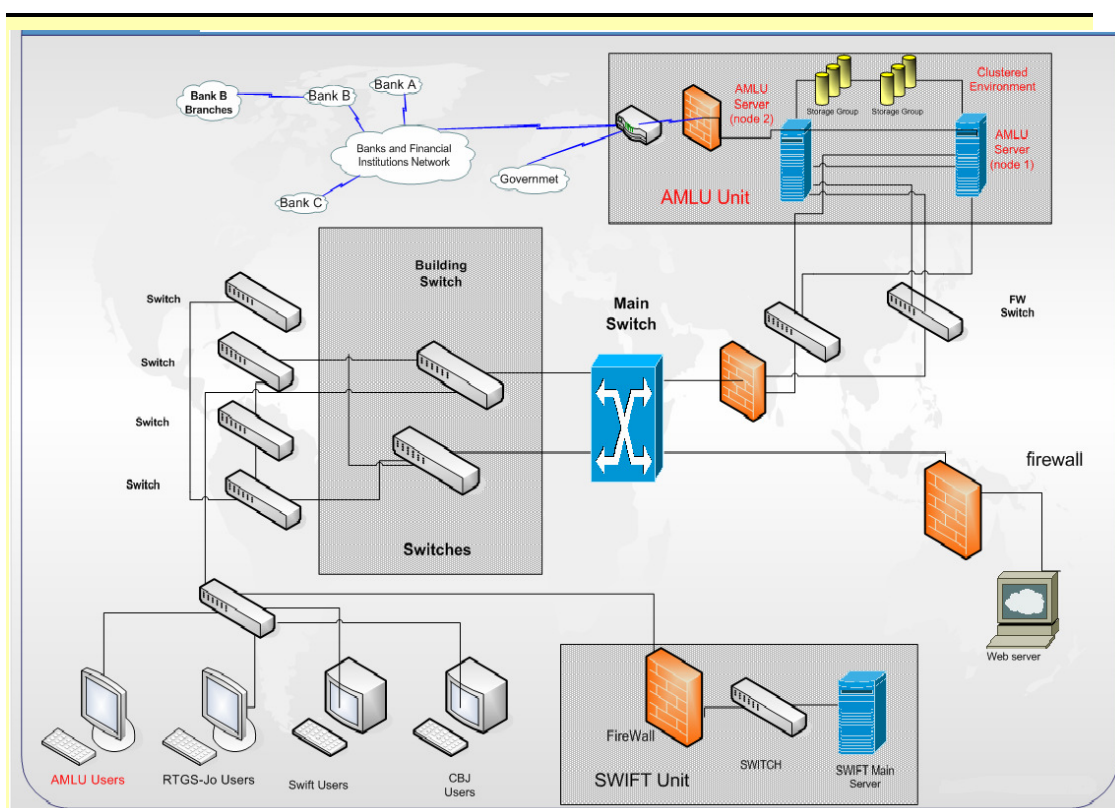 Bank B
Branches
Bank B
Bank A
Banks and Financial
Institutions Network
Bank C
Governmet
AMLU
Server
(node 2)
Storage Group
Storage Group
Clustered
Environment
AMLU
Server
(node 1)
AMLU Unit
Building
Switch
Switch
Switch
Switch
Switch
Switches
Main
Switch
FW
Switch
firewall
Web server
AMLU Users
RTGS-Jo Users
Swift Users
CBJ
Users
FireWall
SWITCH
SWIFT Main
Server
SWIFT Unit